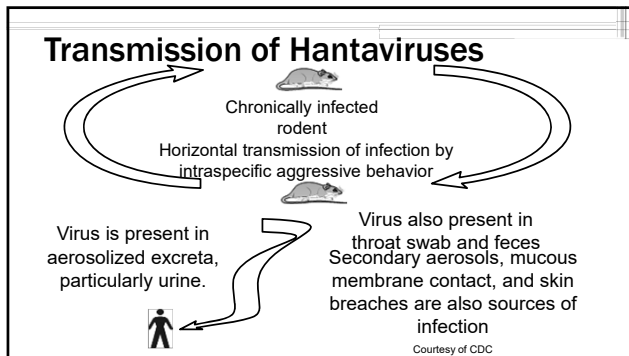 Transmission of Hantaviruses
Chronically infected
rodent
Horizontal transmission of infection by
intraspecific aggressive behavior
Virus is present in
aerosolized excreta,
particularly urine.
Virus also present in
throat swab and feces
Secondary aerosols, mucous
membrane contact, and skin
breaches are also sources of
infection
Courtesy of CDC